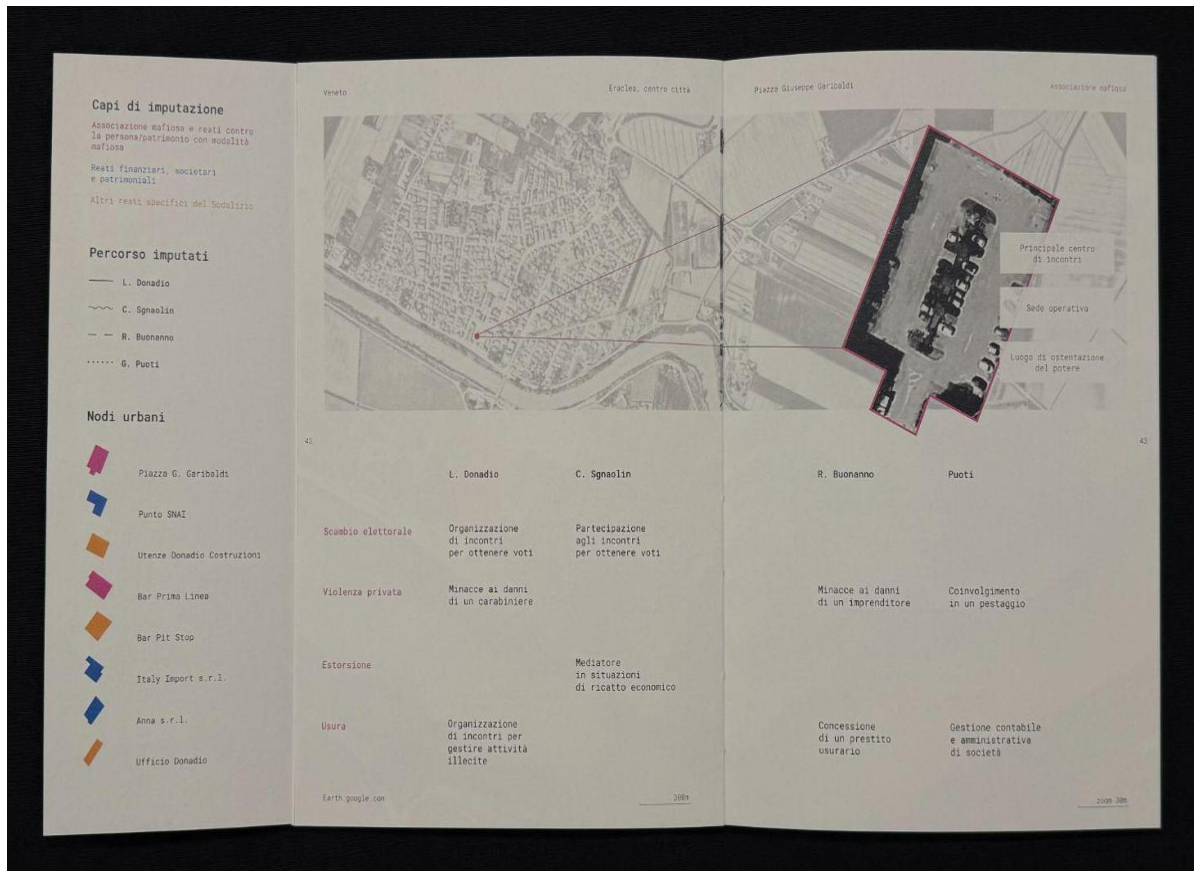 Capi di imputazione
Associazione mafiosa e reati contro
la persona/patrimonio con modalità
mafiosa
Reati finanziari, societari
e patrimoniali
Altri reati specifici del Sodalizio
Percorso imputati
L. Donadio
C. Sgnaolin
R. Buonanno
G. Puoti
Nodi urbani
Piazza G. Garibaldi
Punto SNAI
Utenze Donadio Costruzioni
Bar Prima Linea
Bar Pit Stop
Italy Import s.r.l.
Anna s.r.l.
Ufficio Donadio
Veneto
Eraclea, centro città
Piazza Giuseppe Garibaldi
Associazione mafiosa
Principale centro
di incontri
Sede operativa
Luogo di ostentazione
del potere
43
43
L. Donadio
C. Sgnaolin
R. Buonanno
Puoti
Scambio elettorale
Organizzazione
di incontri
per ottenere voti
Partecipazione
agli incontri
per ottenere voti
Violenza privata
Minacce ai danni
di un carabiniere
Minacce ai danni
di un imprenditore
Coinvolgimento
in un pestaggio
Estorsione
Mediatore
in situazioni
di ricatto economico
Usura
Organizzazione
di incontri per
gestire attività
illecite
Concessione
di un prestito
usurario
Gestione contabile
e amministrativa
di società
Earth.google.com
300m
zoom 30m